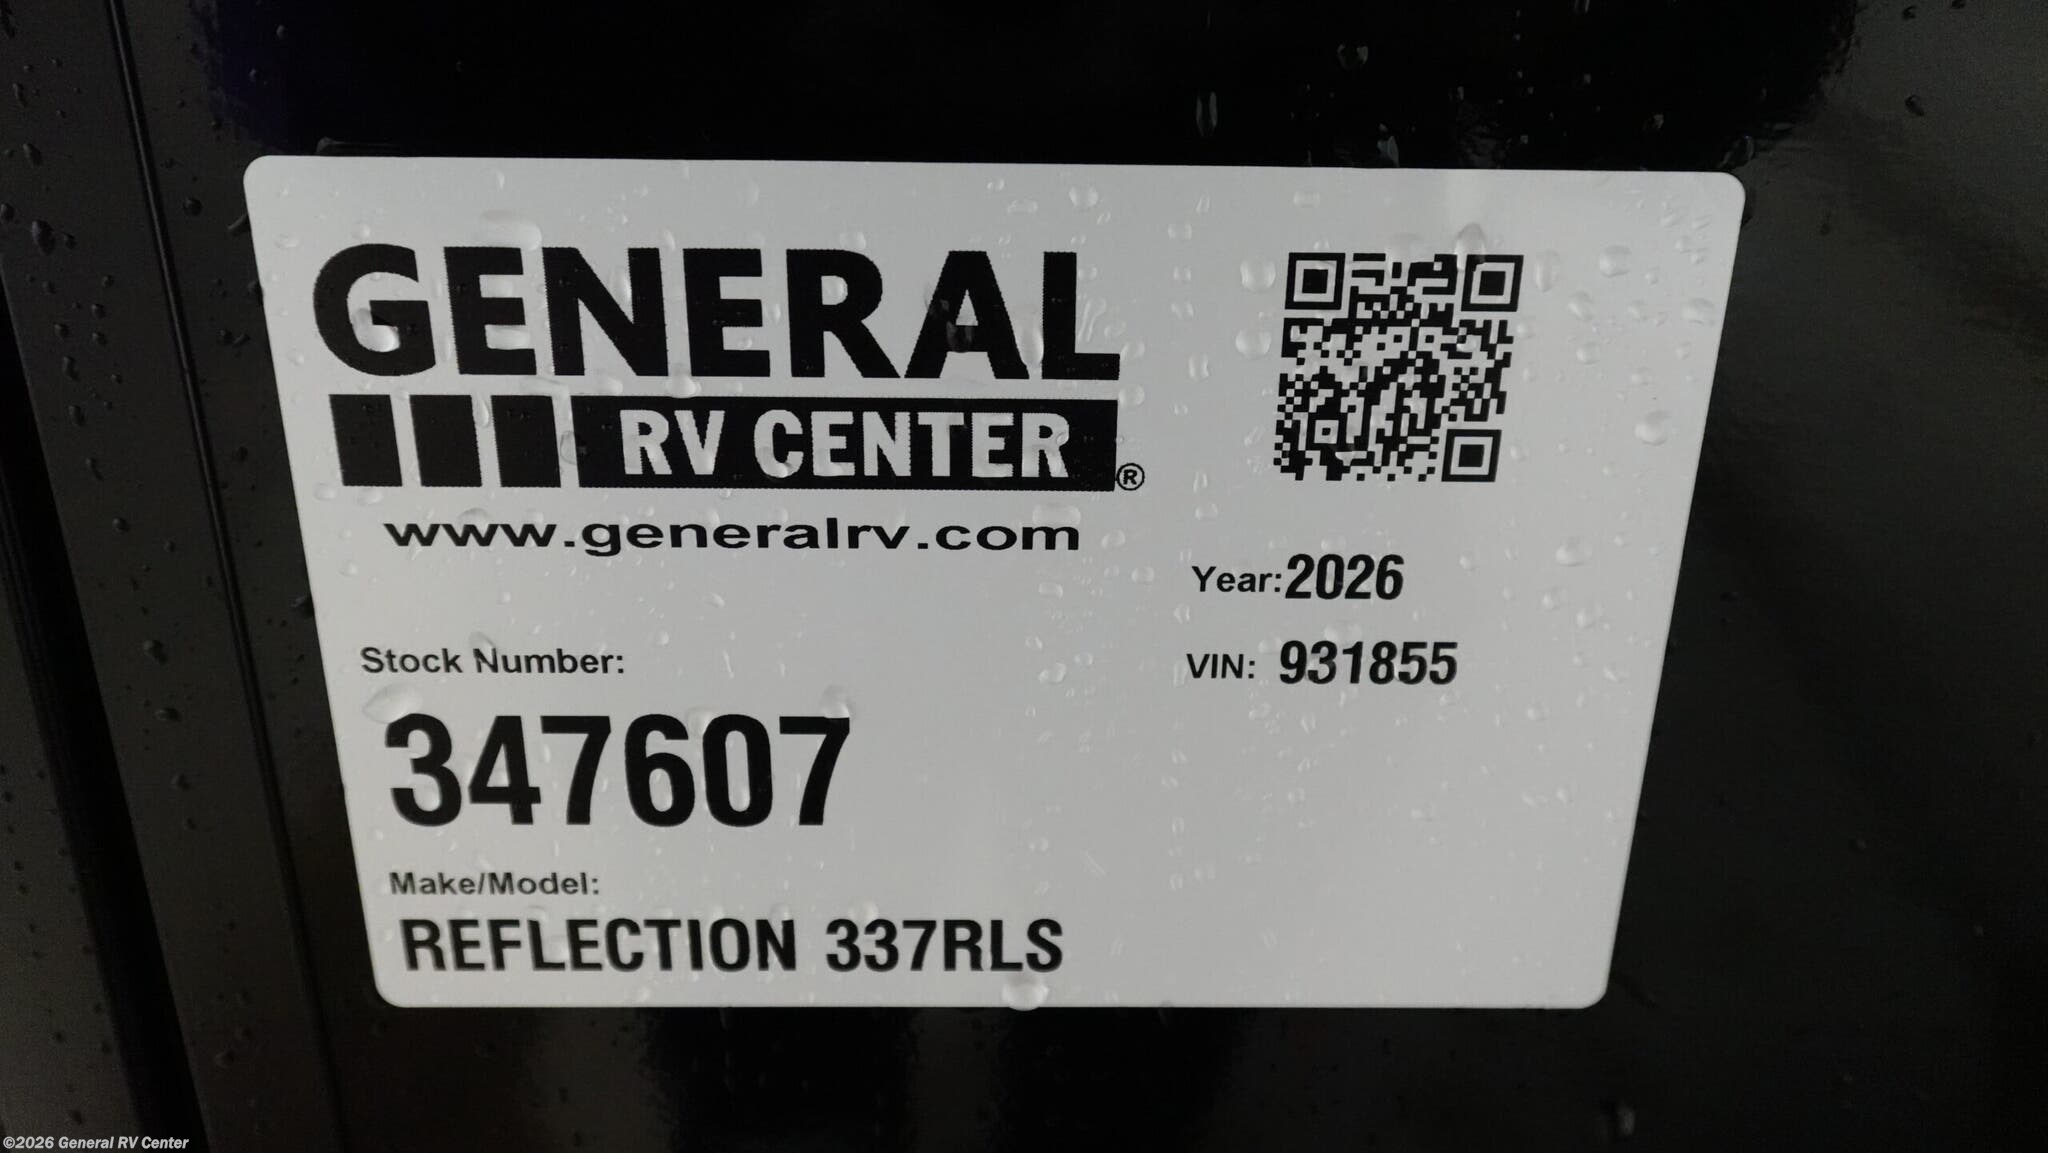 GENERAL
RV CENTER®
www.generalrv.com
Year: 2026
VIN: 931855
Stock Number:
347607
Make/Model:
REFLECTION 337RLS
©2026 General RV Center